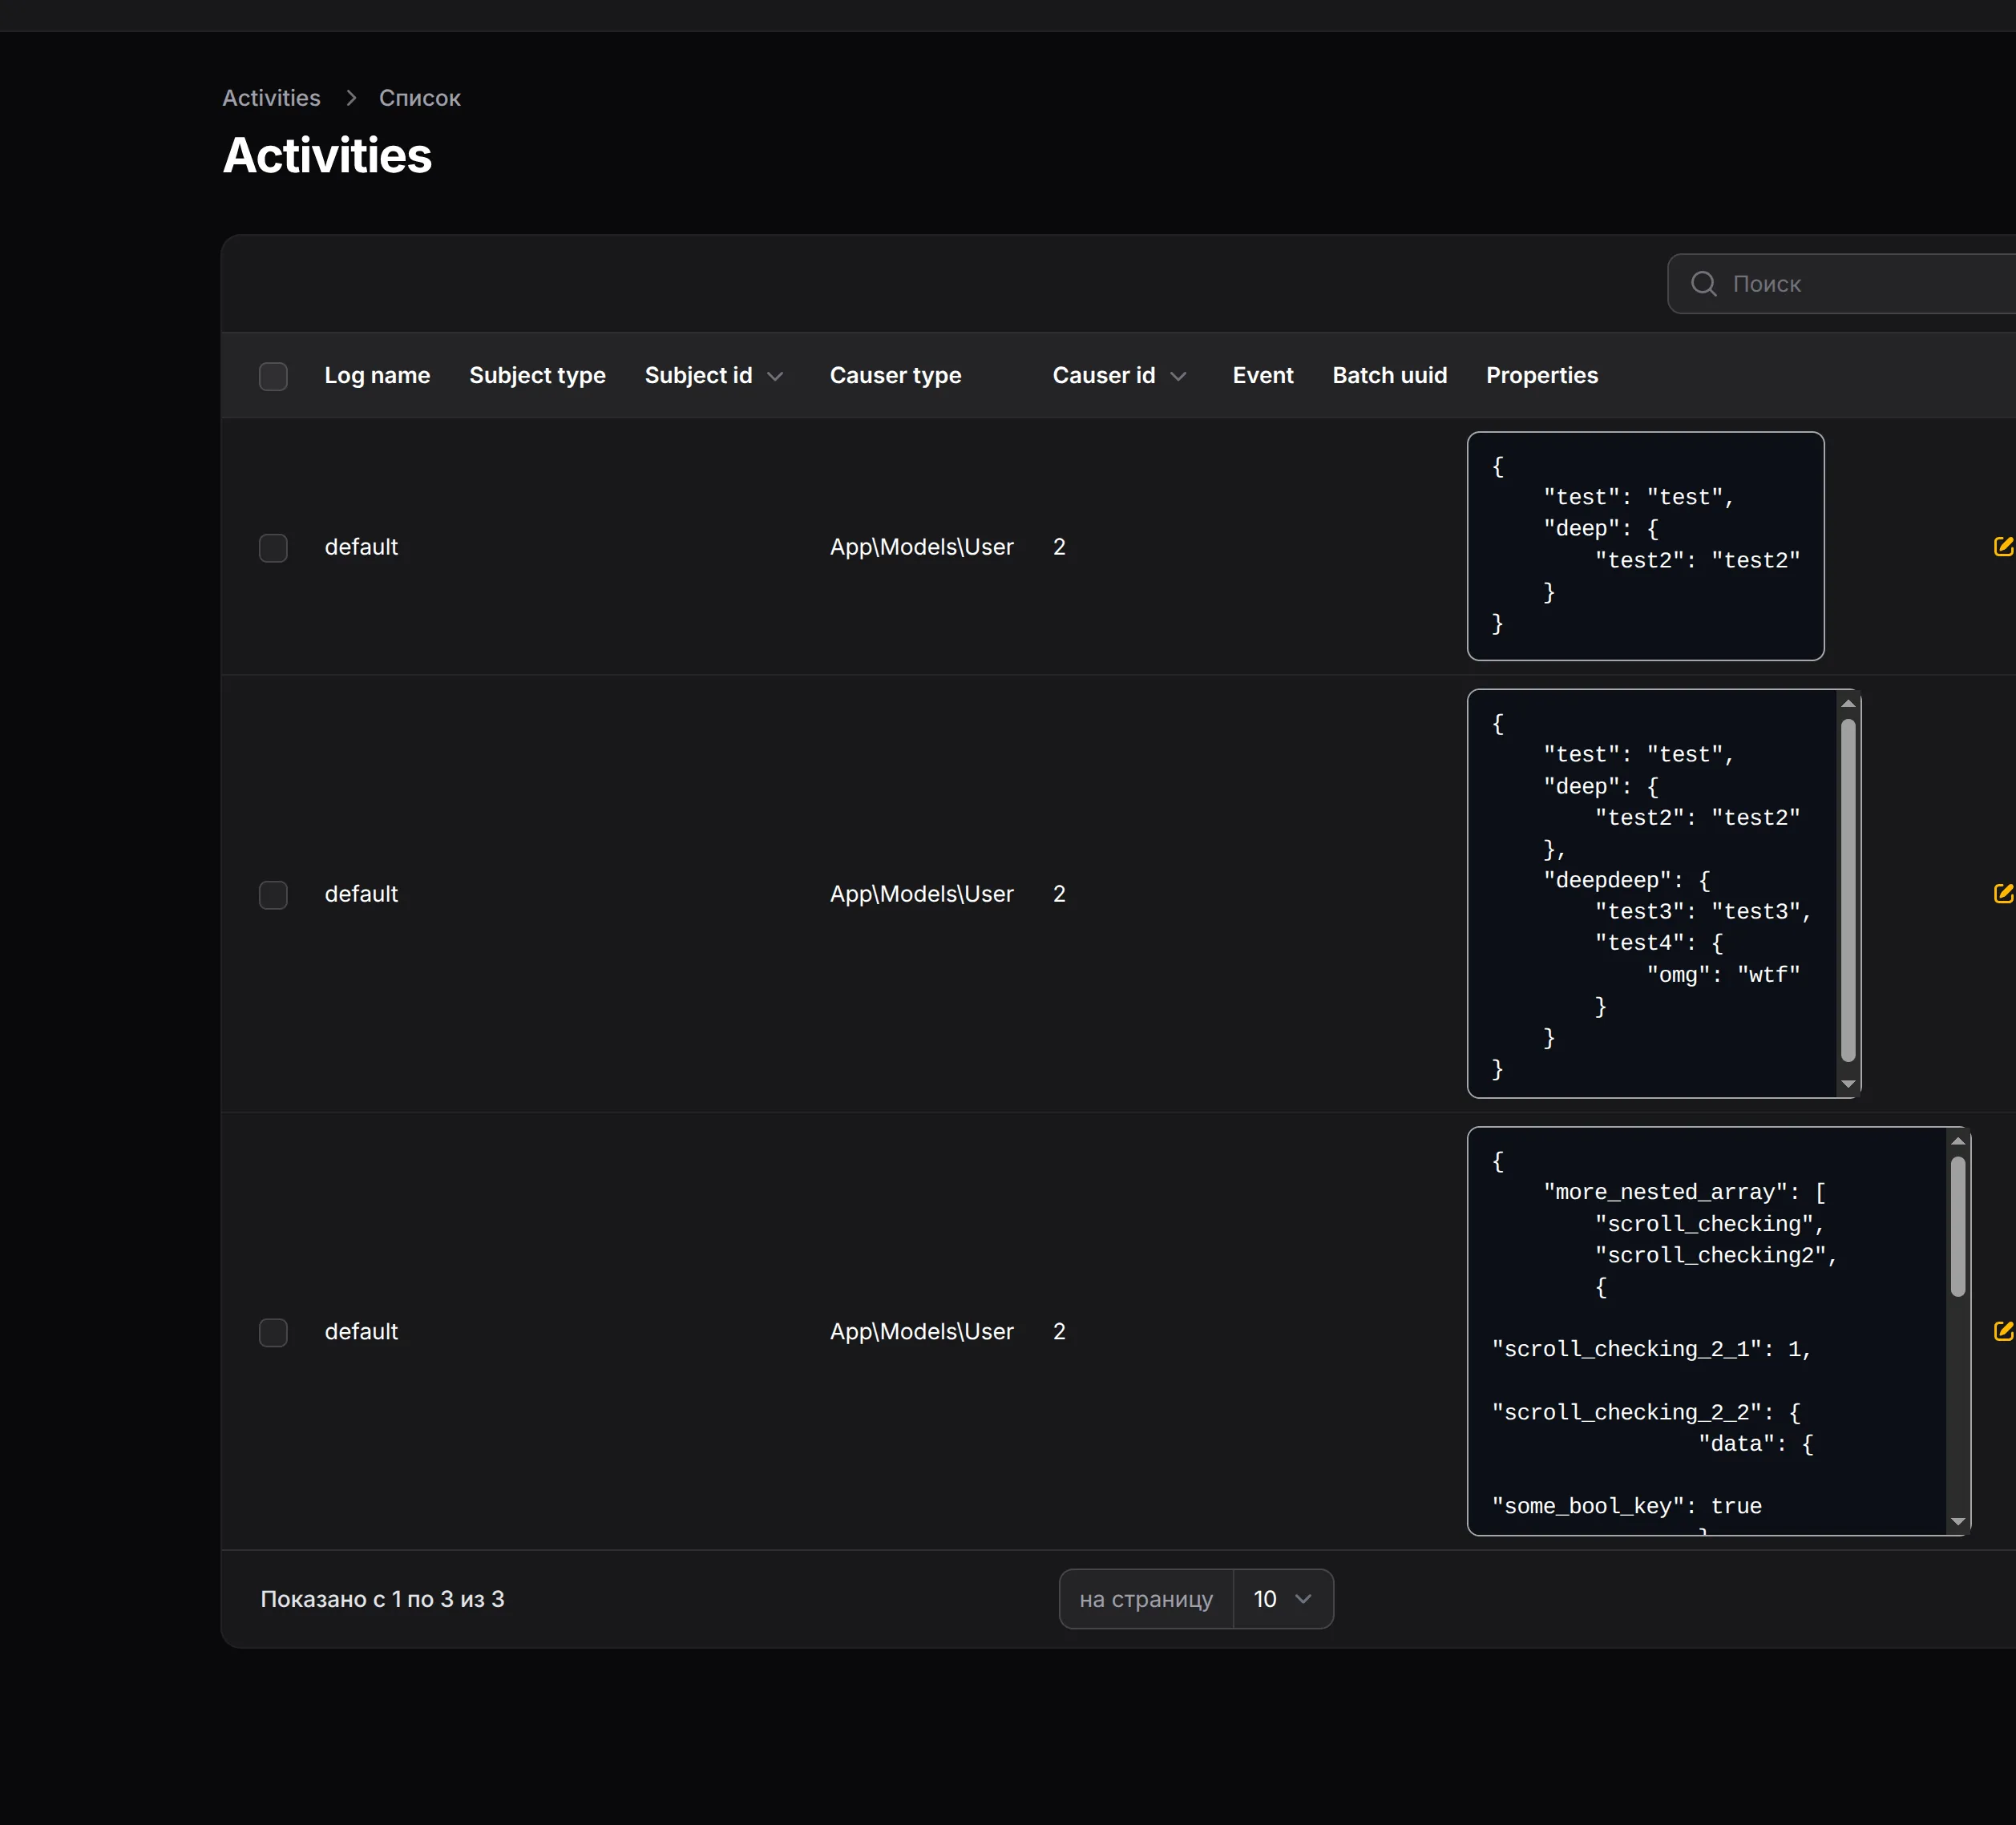 Activities > Список
Activities
Поиск
Log name Subject type Subject id Causer type Causer id Event Batch uuid Properties
default App\Models\User 2
{
    "test": "test",
    "deep": {
        "test2": "test2"
    }
}
default App\Models\User 2
{
    "test": "test",
    "deep": {
        "test2": "test2"
    },
    "deepdeep": {
        "test3": "test3",
        "test4": {
            "omg": "wtf"
        }
    }
}
default App\Models\User 2
{
    "more_nested_array": [
        "scroll_checking",
        "scroll_checking2",
        {
"scroll_checking_2_1": 1,
"scroll_checking_2_2": {
                "data": {
"some_bool_key": true
Показано с 1 по 3 из 3
на страницу 10